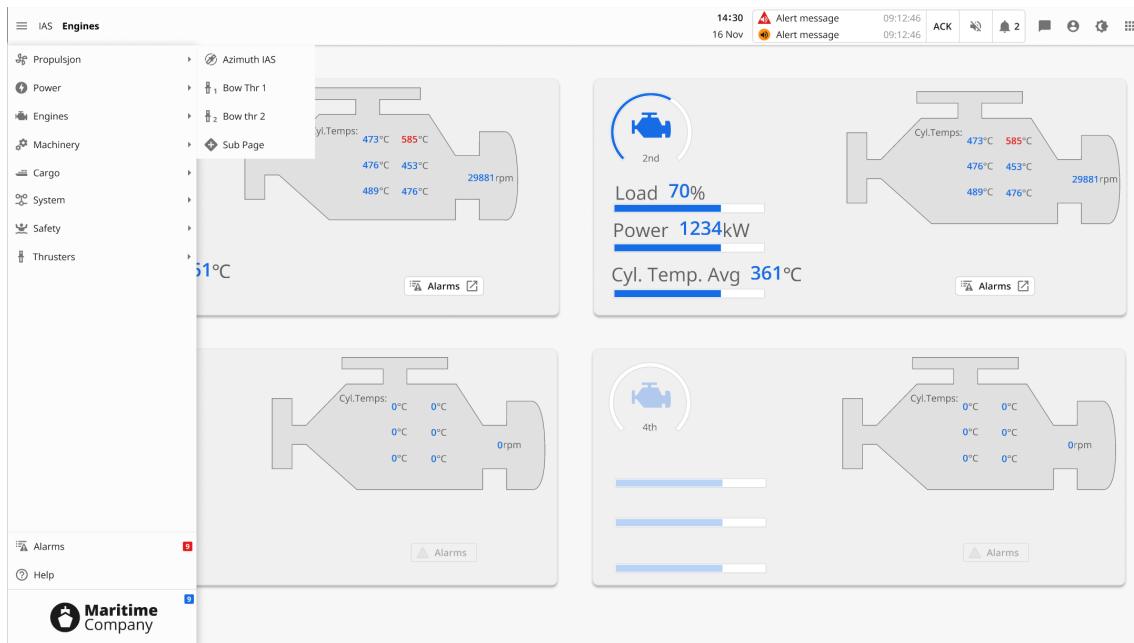 IAS Engines
14:30
16 Nov
Alert message 09:12:46
Alert message 09:12:46
ACK
2
Propulsjon
Power
Engines
Machinery
Cargo
System
Safety
Thrusters
Azimuth IAS
1 Bow Thr 1
2 Bow thr 2
Sub Page
yl.Temps:
473°C 585°C
476°C 453°C
489°C 476°C
29881rpm
61°C
Alarms
2nd
Load 70%
Power 1234kW
Cyl. Temp. Avg 361°C
Cyl.Temps:
473°C 585°C
476°C 453°C
489°C 476°C
29881rpm
Alarms
Cyl.Temps:
0°C 0°C
0°C 0°C
0°C 0°C
0rpm
Alarms
4th
Cyl.Temps:
0°C 0°C
0°C 0°C
0°C 0°C
0rpm
Alarms
Alarms 9
Help
9
Maritime
Company